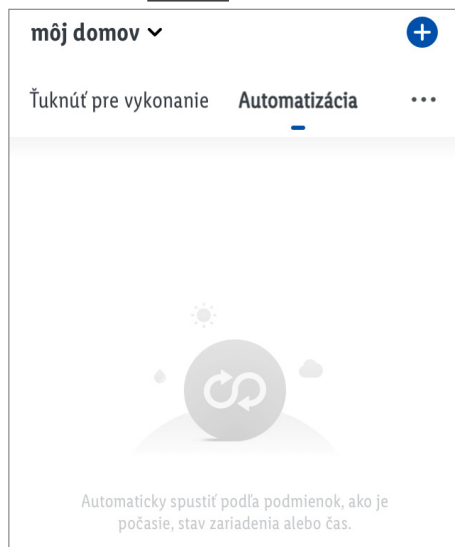 môj domov
Ťuknúť pre vykonanie Automatizácia
Automaticky spustiť podľa podmienok, ako je
počasie, stav zariadenia alebo čas.